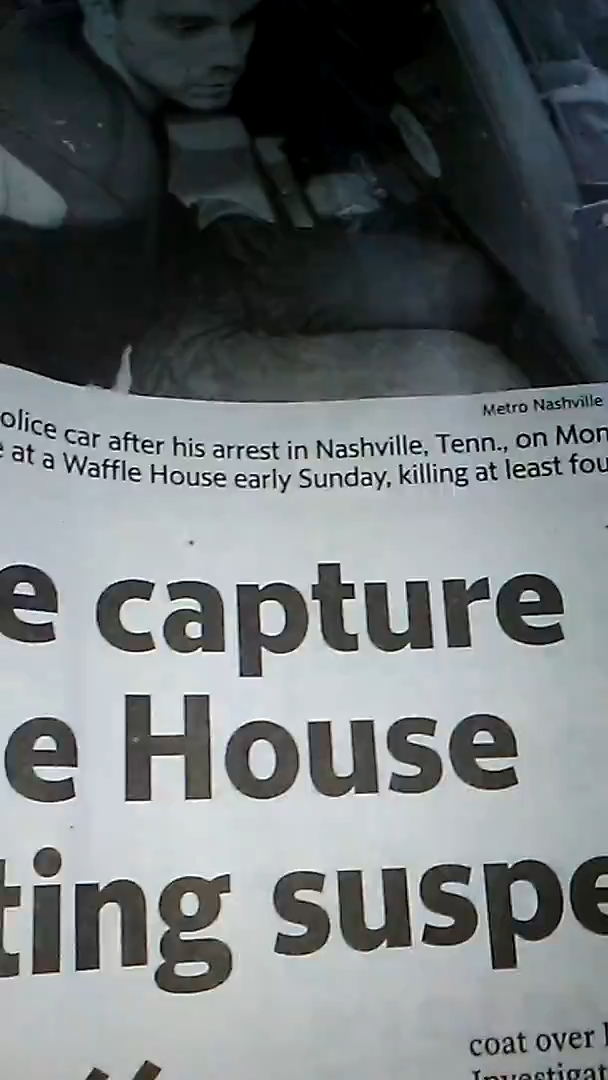 Metro Nashville
olice car after his arrest in Nashville, Tenn., on Mon
e at a Waffle House early Sunday, killing at least fou
e capture
e House
ting suspe
coat over
Investigat